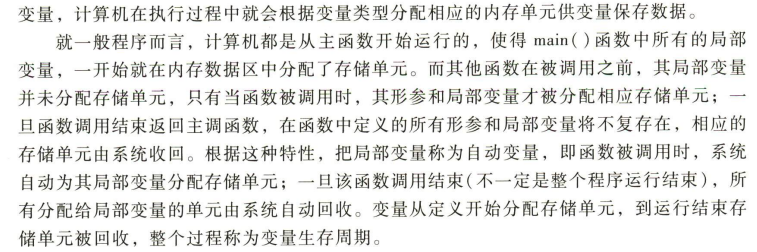 变量，计算机在执行过程中就会根据变量类型分配相应的内存单元供变量保存数据。
就一般程序而言，计算机都是从主函数开始运行的，使得 main( )函数中所有的局部
变量，一开始就在内存数据区中分配了存储单元。而其他函数在被调用之前，其局部变量
并未分配存储单元，只有当函数被调用时，其形参和局部变量才被分配相应存储单元；一
旦函数调用结束返回主调函数，在函数中定义的所有形参和局部变量将不复存在，相应的
存储单元由系统收回。根据这种特性，把局部变量称为自动变量，即函数被调用时，系统
自动为其局部变量分配存储单元；一旦该函数调用结束(不一定是整个程序运行结束)，所
有分配给局部变量的单元由系统自动回收。变量从定义开始分配存储单元，到运行结束存
储单元被回收，整个过程称为变量生存周期。